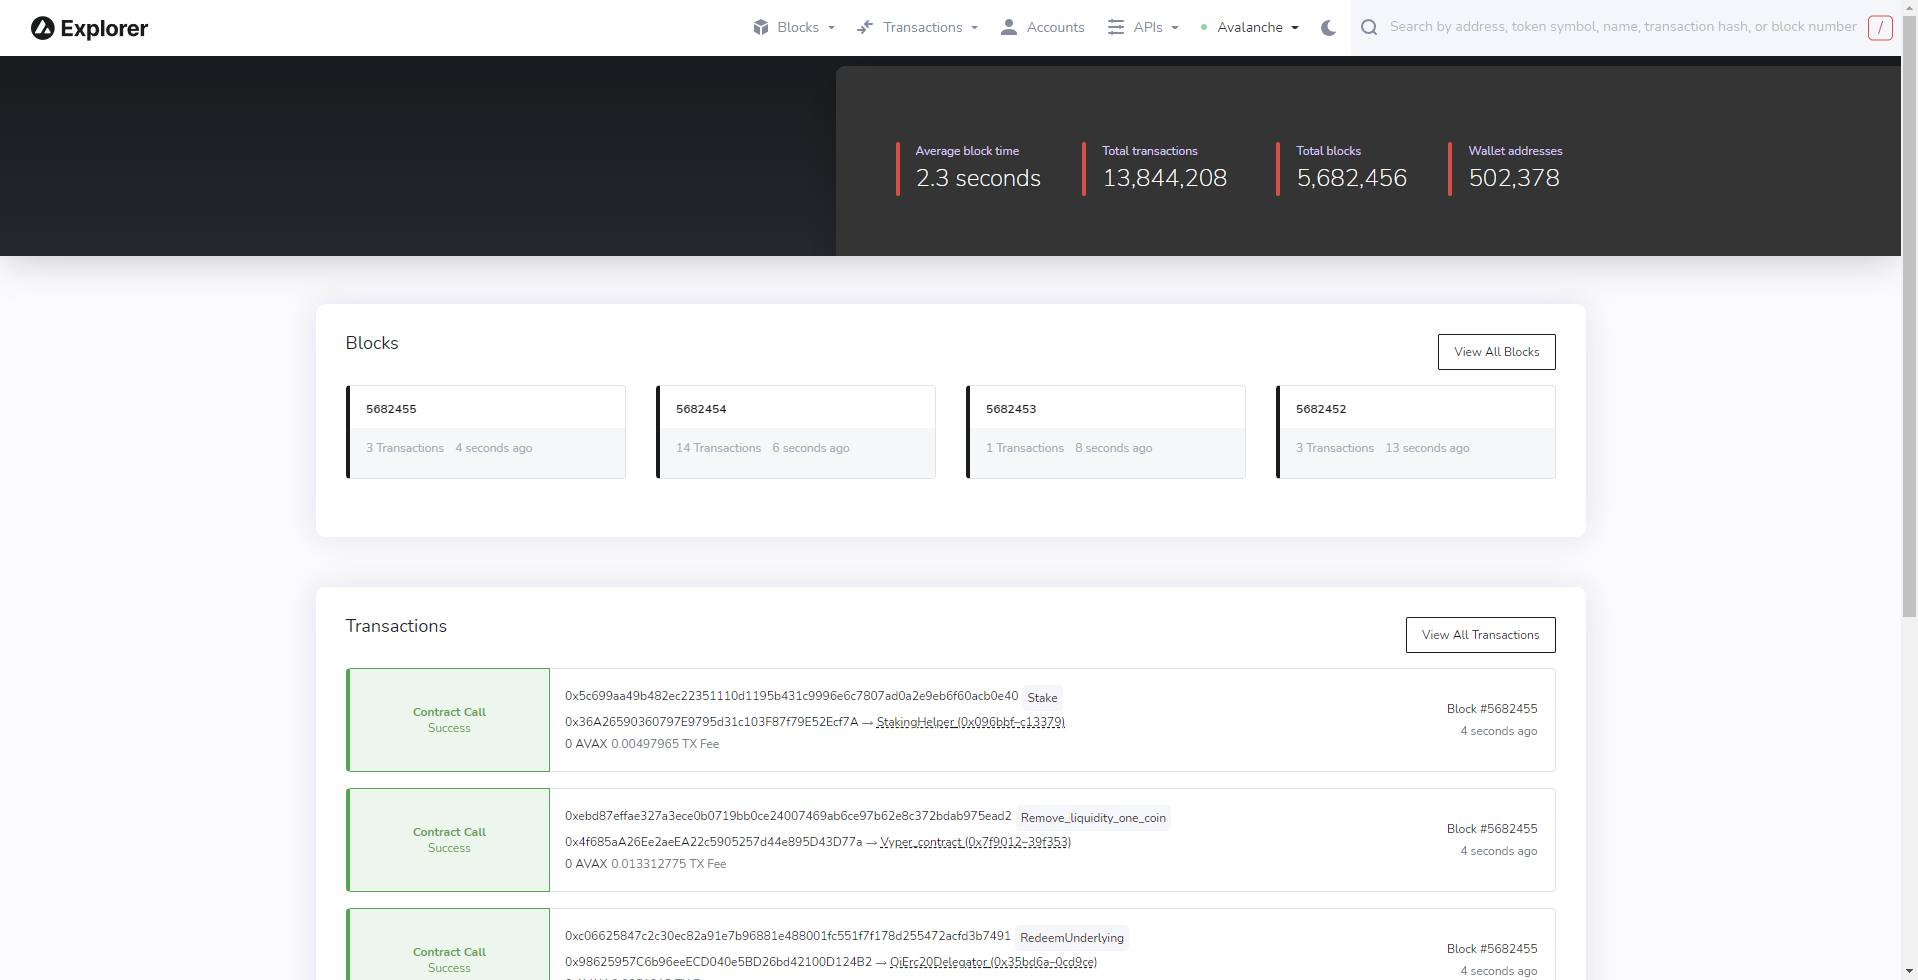 Explorer
Blocks Transactions Accounts APIs Avalanche Search by address, token symbol, name, transaction hash, or block number /
Average block time Total transactions Total blocks Wallet addresses
2.3 seconds 13,844,208 5,682,456 502,378
Blocks
View All Blocks
5682455 5682454 5682453 5682452
3 Transactions 4 seconds ago 14 Transactions 6 seconds ago 1 Transactions 8 seconds ago 3 Transactions 13 seconds ago
Transactions
View All Transactions
Contract Call
Success
0x5c699aa49b482ec22351110d1195b431c9996e6c7807ad0a2e9eb6f60acb0e40 Stake
0x36A26590360797E9795d31c103F87f79E52Ecf7A → StakingHelper (0x096bbf–c13379)
0 AVAX 0.00497965 TX Fee
Block #5682455
4 seconds ago
Contract Call
Success
0xebd87effae327a3ece0b0719bb0ce24007469ab6ce97b62e8c372bdab975ead2 Remove_liquidity_one_coin
0x4f685aA26Ee2aeEA22c5905257d44e895D43D77a → Vyper_contract (0x7f9012–39f353)
0 AVAX 0.013312775 TX Fee
Block #5682455
4 seconds ago
Contract Call
Success
0xc06625847c2c30ec82a91e7b96881e488001fc551f7f178d255472acfd3b7491 RedeemUnderlying
0x98625957C6b96eeECD040e5BD26bd42100D124B2 → QiErc20Delegator (0x35bd6a–0cd9ce)
Block #5682455
4 seconds ago